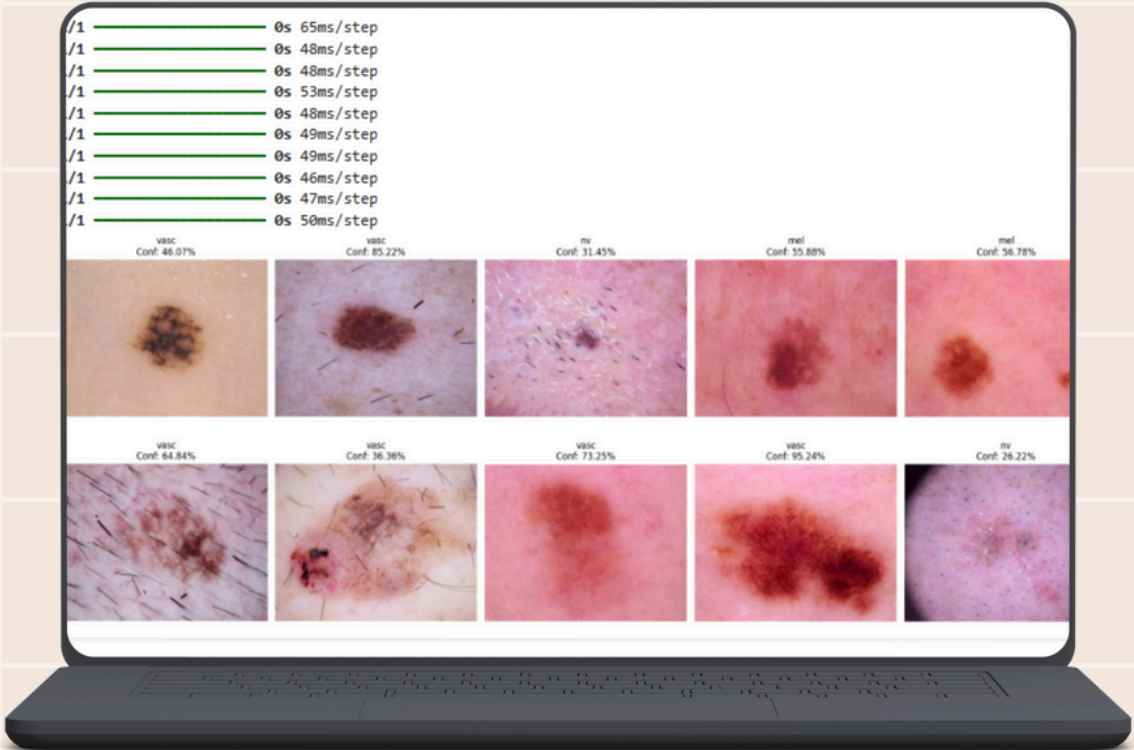 /1 0s 65ms/step
/1 0s 48ms/step
/1 0s 48ms/step
/1 0s 53ms/step
/1 0s 48ms/step
/1 0s 49ms/step
/1 0s 49ms/step
/1 0s 46ms/step
/1 0s 47ms/step
/1 0s 50ms/step
vasc
Conf: 46.07%
vasc
Conf: 85.22%
nv
Conf: 31.45%
mel
Conf: 55.88%
mel
Conf: 56.78%
vasc
Conf: 64.84%
vasc
Conf: 36.36%
vasc
Conf: 73.25%
vasc
Conf: 95.24%
nv
Conf: 26.22%